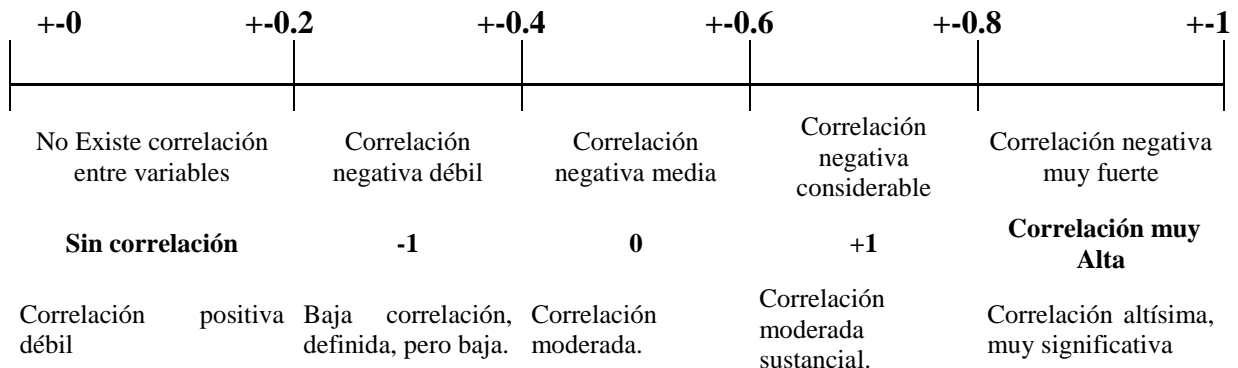 +-0 +-0.2 +-0.4 +-0.6 +-0.8 +-1
No Existe correlación
entre variables
Correlación
negativa débil
Correlación
negativa media
Correlación
negativa
considerable
Correlación negativa
muy fuerte
Sin correlación
-1
0
+1
Correlación muy
Alta
Correlación positiva
débil
Baja correlación,
definida, pero baja.
Correlación
moderada.
Correlación
moderada
sustancial.
Correlación altísima,
muy significativa